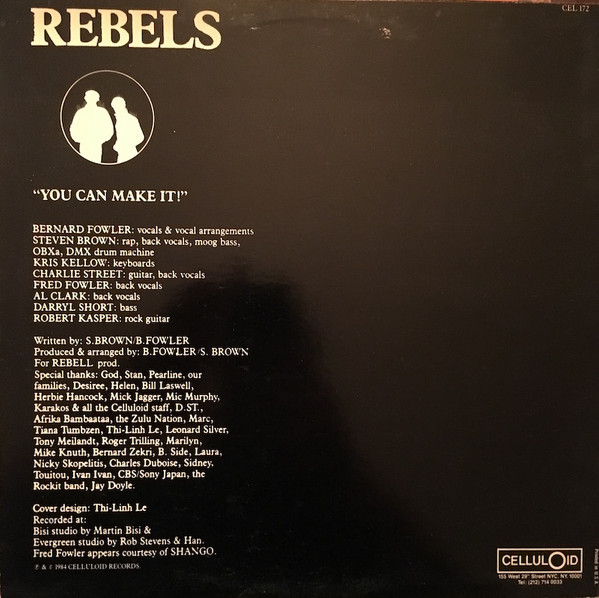 REBELS
CEL 172
"YOU CAN MAKE IT!"
BERNARD FOWLER: vocals & vocal arrangements
STEVEN BROWN: rap, back vocals, moog bass,
OBXa, DMX drum machine
KRIS KELLOW: keyboards
CHARLIE STREET: guitar, back vocals
FRED FOWLER: back vocals
AL CLARK: back vocals
DARRYL SHORT: bass
ROBERT KASPER: rock guitar
Written by: S.BROWN/B.FOWLER
Produced & arranged by: B.FOWLER/S. BROWN
For REBELL prod.
Special thanks: God, Stan, Pearline, our
families, Desiree, Helen, Bill Laswell,
Herbie Hancock, Mick Jagger, Mic Murphy,
Karakos & all the Celluloid staff, D.ST.,
Afrika Bambaataa, the Zulu Nation, Marc,
Tiana Tumbzen, Thi-Linh Le, Leonard Silver,
Tony Meilandt, Roger Trilling, Marilyn,
Mike Knuth, Bernard Zekri, B. Side, Laura,
Nicky Skopelitis, Charles Duboise, Sidney,
Touitou, Ivan Ivan, CBS/Sony Japan, the
Rockit band, Jay Doyle.
Cover design: Thi-Linh Le
Recorded at:
Bisi studio by Martin Bisi &
Evergreen studio by Rob Stevens & Han.
Fred Fowler appears courtesy of SHANGO.
℗ & © 1984 CELLULOID RECORDS.
CELLULOID
155 West 29th Street NYC, NY, 10001
Tel: (212) 714 0033
Printed in U.S.A.